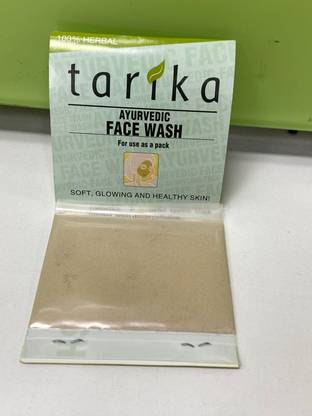 100% HERBAL
tarika
AYURVEDIC
FACE WASH
For use as a pack
SOFT, GLOWING AND HEALTHY SKIN!